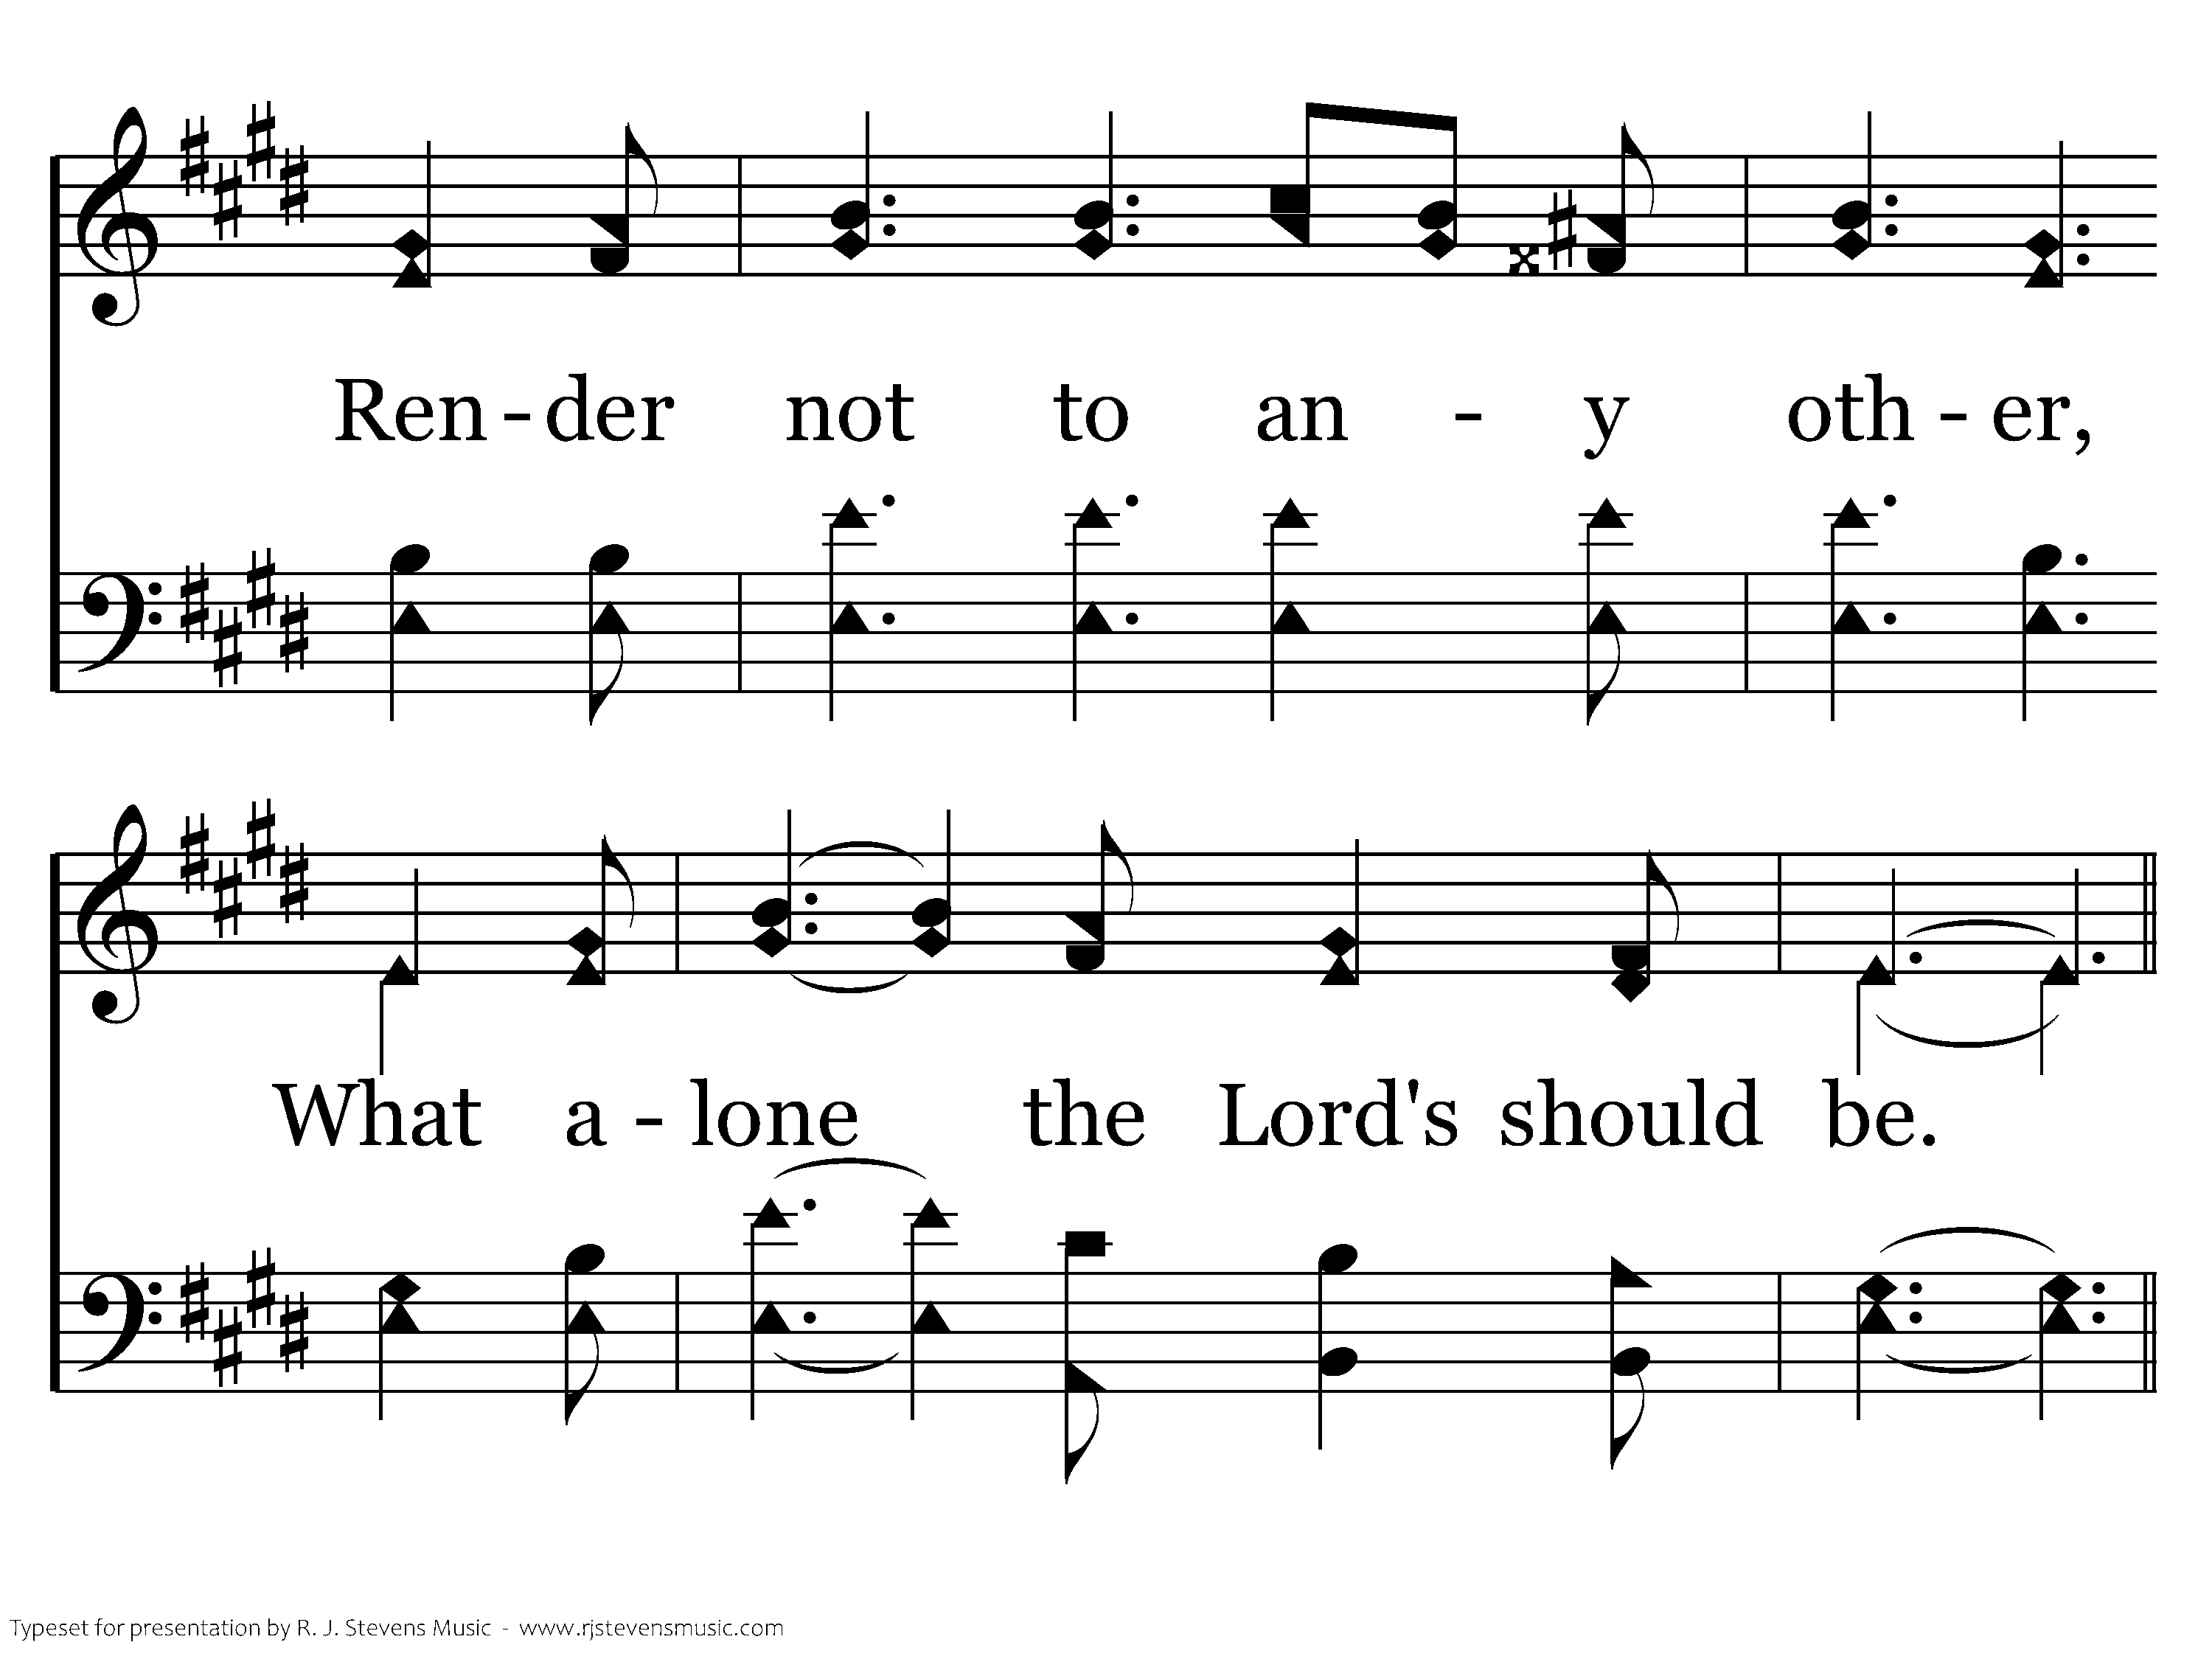 Ren - der not to an - y oth - er,
What a - lone the Lord's should be.
Typeset for presentation by R. J. Stevens Music - www.rjstevensmusic.com